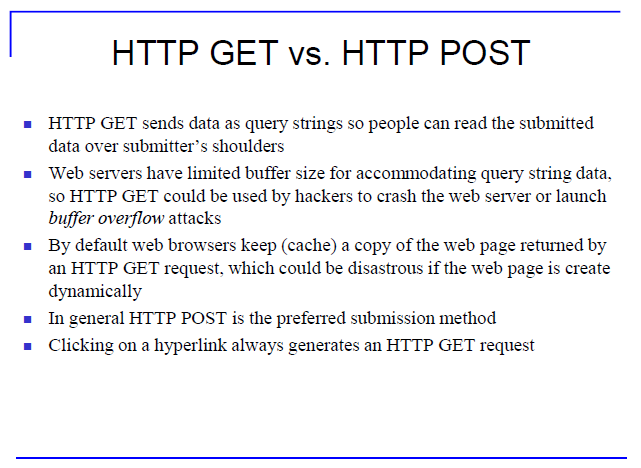 HTTP GET vs. HTTP POST
HTTP GET sends data as query strings so people can read the submitted
data over submitter's shoulders
Web servers have limited buffer size for accommodating query string data,
so HTTP GET could be used by hackers to crash the web server or launch
buffer overflow attacks
By default web browsers keep (cache) a copy of the web page returned by
an HTTP GET request, which could be disastrous if the web page is create
dynamically
In general HTTP POST is the preferred submission method
Clicking on a hyperlink always generates an HTTP GET request